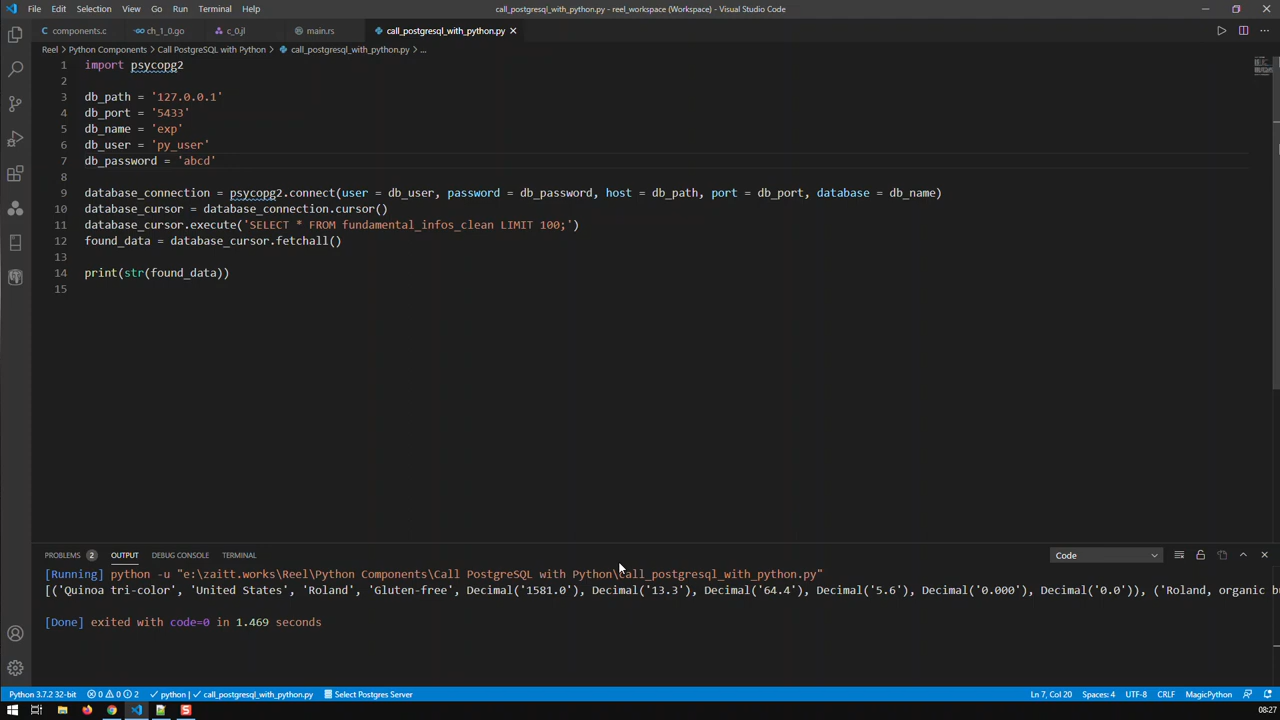 File Edit Selection View Go Run Terminal Help
call_postgresql_with_python.py - reel_workspace (Workspace) - Visual Studio Code
components.c ch_1_0.go c_0.jl main.rs call_postgresql_with_python.py
Reel > Python Components > Call PostgreSQL with Python > call_postgresql_with_python.py > ...
1 import psycopg2
2
3 db_path = '127.0.0.1'
4 db_port = '5433'
5 db_name = 'exp'
6 db_user = 'py_user'
7 db_password = 'abcd'
8
9 database_connection = psycopg2.connect(user = db_user, password = db_password, host = db_path, port = db_port, database = db_name)
10 database_cursor = database_connection.cursor()
11 database_cursor.execute('SELECT * FROM fundamental_infos_clean LIMIT 100;')
12 found_data = database_cursor.fetchall()
13
14 print(str(found_data))
15
PROBLEMS 2 OUTPUT DEBUG CONSOLE TERMINAL Code
[Running] python -u "e:\zaitt.works\Reel\Python Components\Call PostgreSQL with Python\call_postgresql_with_python.py"
[('Quinoa tri-color', 'United States', 'Roland', 'Gluten-free', Decimal('1581.0'), Decimal('13.3'), Decimal('64.4'), Decimal('5.6'), Decimal('0.000'), Decimal('0.0')), ('Roland, organic bu
[Done] exited with code=0 in 1.469 seconds
Python 3.7.2 32-bit 0 0 2 python | call_postgresql_with_python.py Select Postgres Server Ln 7, Col 20 Spaces: 4 UTF-8 CRLF MagicPython
08:27